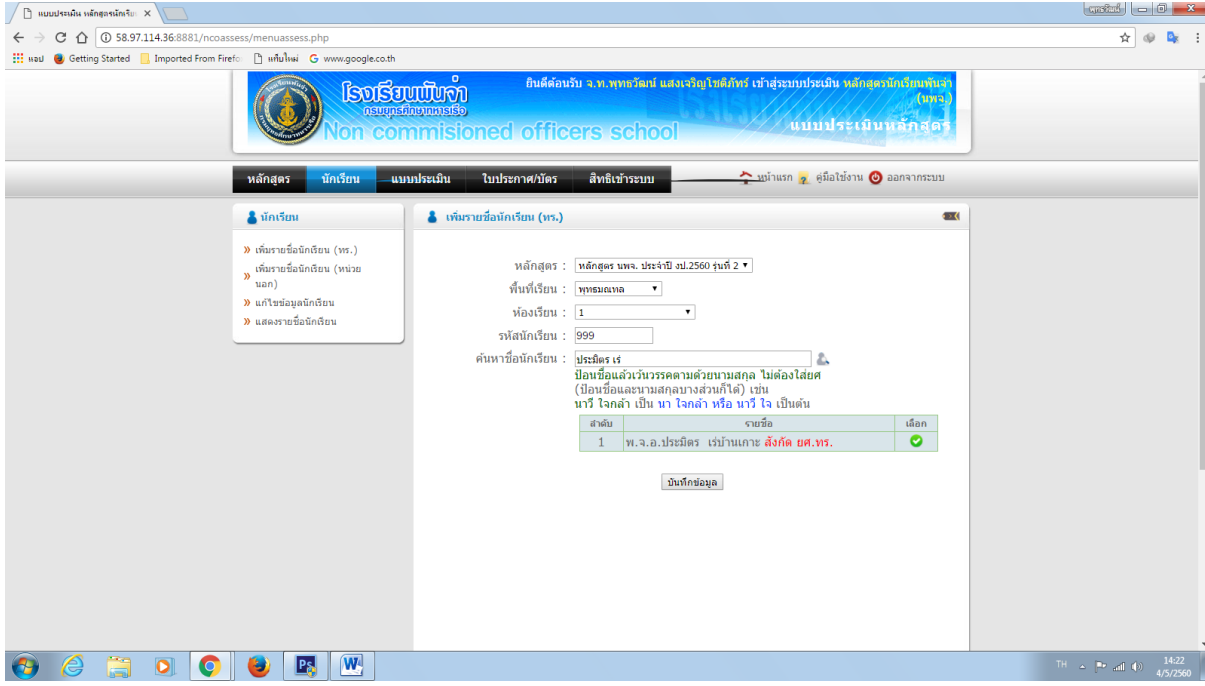 แบบประเมิน หลักสูตรนักเรีย
พุทธวัฒน์
58.97.114.36:8881/ncoassess/menuassess.php
แอป Getting Started Imported From Firefo แท็บใหม่ www.google.co.th
โรงเรียนพันจ่า
กรมยุทธศึกษาทหารเรือ
Non commisioned officers school
ยินดีต้อนรับ จ.ท.พุทธวัฒน์ แสงเจริญโชติภัทร์ เข้าสู่ระบบประเมิน หลักสูตรนักเรียนพันจ่า
(นพจ.)
แบบประเมินหลักสูตร
หลักสูตร นักเรียน แบบประเมิน ใบประกาศ/บัตร สิทธิเข้าระบบ หน้าแรก คู่มือใช้งาน ออกจากระบบ
นักเรียน
เพิ่มรายชื่อนักเรียน (ทร.)
เพิ่มรายชื่อนักเรียน (หน่วย
นอก)
แก้ไขข้อมูลนักเรียน
แสดงรายชื่อนักเรียน
เพิ่มรายชื่อนักเรียน (ทร.)
หลักสูตร : หลักสูตร นพจ. ประจำปี งป.2560 รุ่นที่ 2
พื้นที่เรียน : พุทธมณฑล
ห้องเรียน : 1
รหัสนักเรียน : 999
ค้นหาชื่อนักเรียน : ประมิตร เร่
ป้อนชื่อแล้วเว้นวรรคตามด้วยนามสกุล ไม่ต้องใส่ยศ
(ป้อนชื่อและนามสกุลบางส่วนก็ได้) เช่น
นาวี ใจกล้า เป็น นา ใจกล้า หรือ นาวี ใจ เป็นต้น
ลำดับ รายชื่อ เลือก
1 พ.จ.อ.ประมิตร เร่บ้านเกาะ สังกัด ยศ.ทร.
บันทึกข้อมูล
TH
14:22
4/5/2560